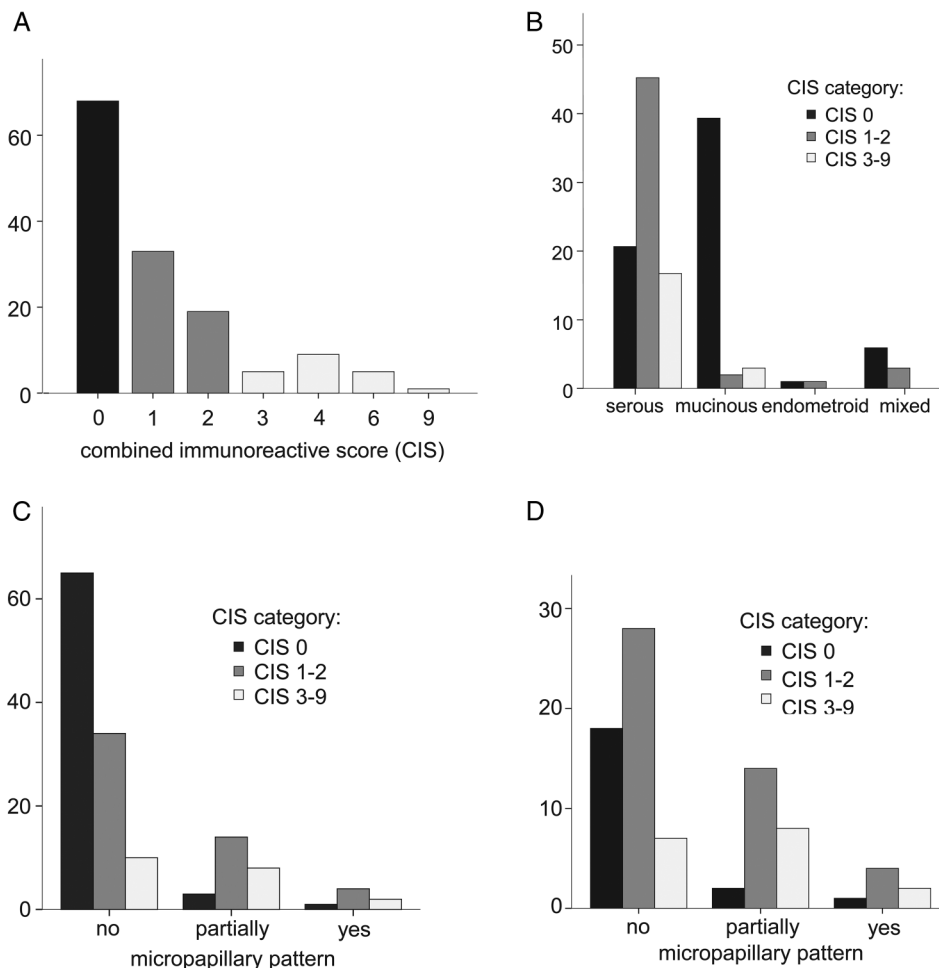 A
60
40
20
0
0 1 2 3 4 6 9
combined immunoreactive score (CIS)
B
50
40
30
20
10
0
CIS category:
CIS 0
CIS 1-2
CIS 3-9
serous mucinous endometroid mixed
C
60
40
20
0
CIS category:
CIS 0
CIS 1-2
CIS 3-9
no partially yes
micropapillary pattern
D
30
20
10
0
CIS category:
CIS 0
CIS 1-2
CIS 3-9
no partially yes
micropapillary pattern